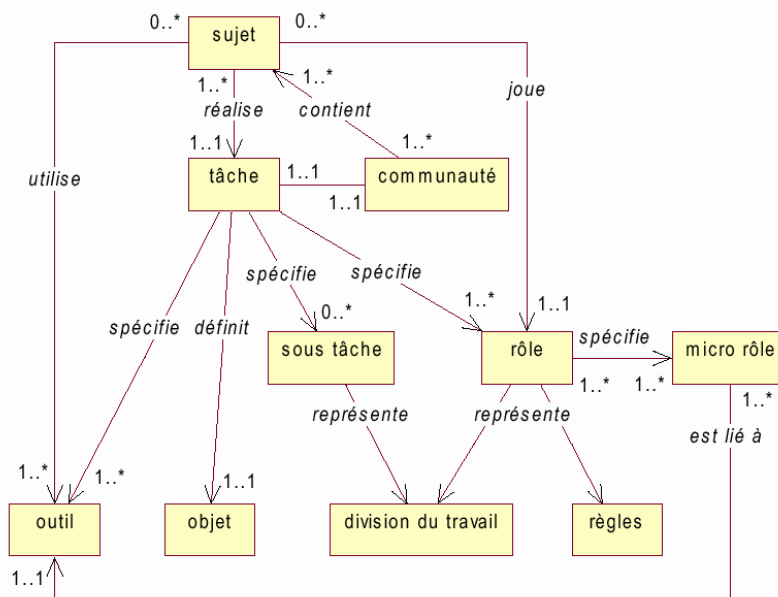 0..* sujet 0..*
1..* 1..*
réalise contient joue
1..1 1..*
utilise tâche 1..1 communauté
1..1
spécifie spécifie
spécifie définit 0..* 1..* 1..1
sous tâche rôle spécifie micro rôle
1..* 1..* 1..*
représente représente est lié à
1..* 1..* 1..1
outil objet division du travail règles
1..1